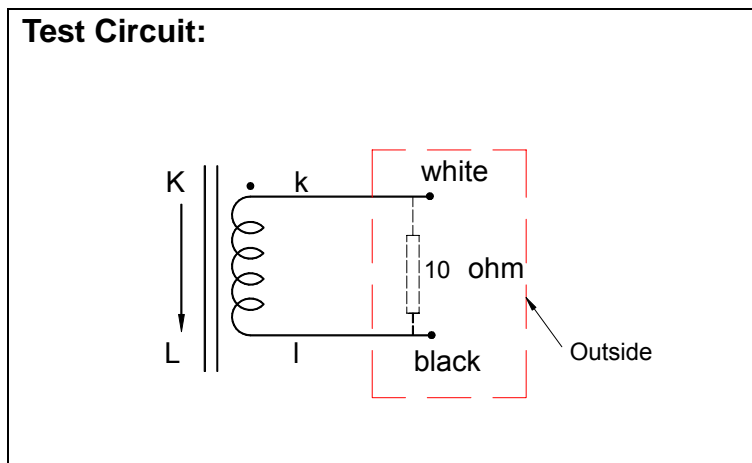 Test Circuit:
K
k
white
10 ohm
L
l
black
Outside